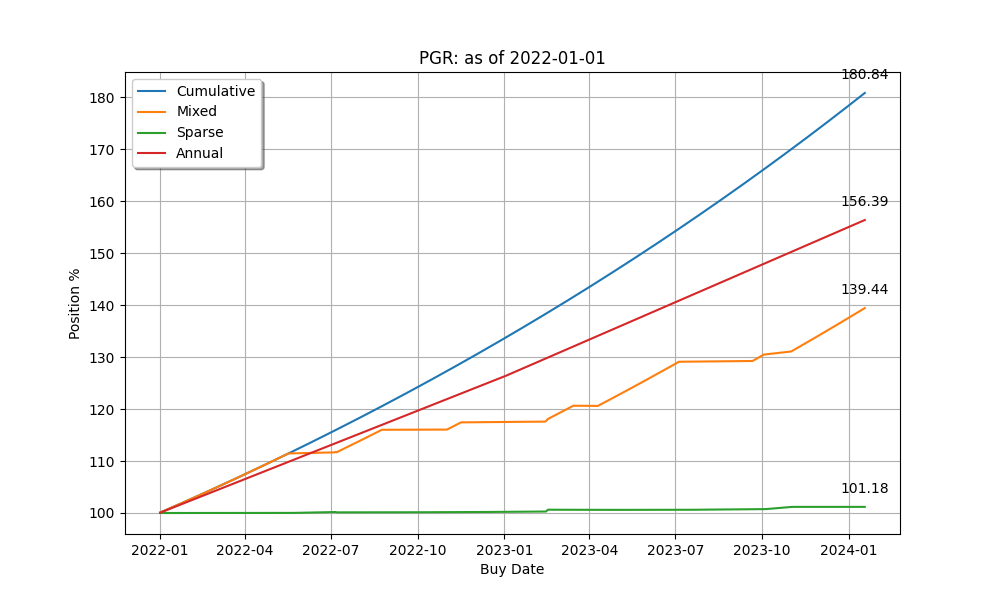 PGR: as of 2022-01-01
Cumulative
Mixed
Sparse
Annual
180.84
156.39
139.44
101.18
180
170
160
150
140
130
120
110
100
Position %
2022-01 2022-04 2022-07 2022-10 2023-01 2023-04 2023-07 2023-10 2024-01
Buy Date